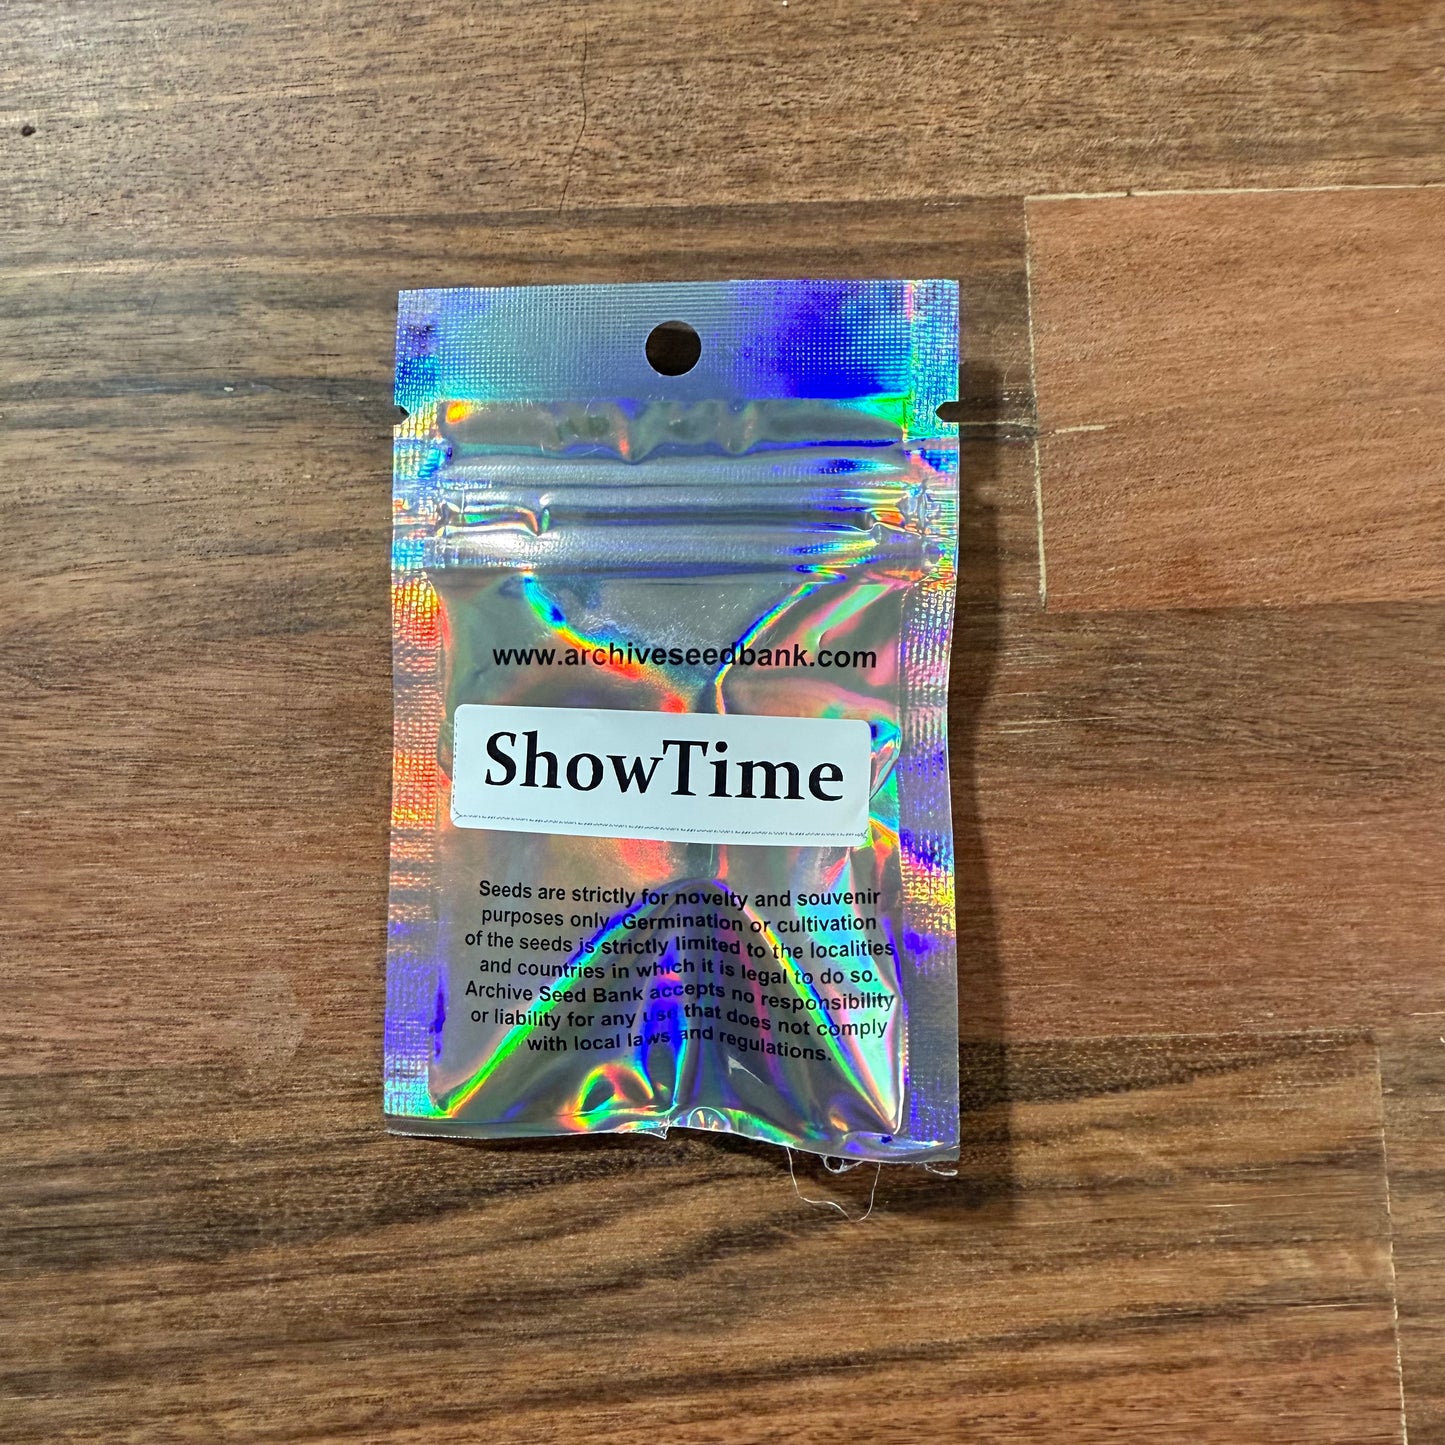 www.archiveseedbank.com
ShowTime
Seeds are strictly for novelty and souvenir
purposes only. Germination or cultivation
of the seeds is strictly limited to the localities
and countries in which it is legal to do so.
Archive Seed Bank accepts no responsibility
or liability for any use that does not comply
with local laws and regulations.